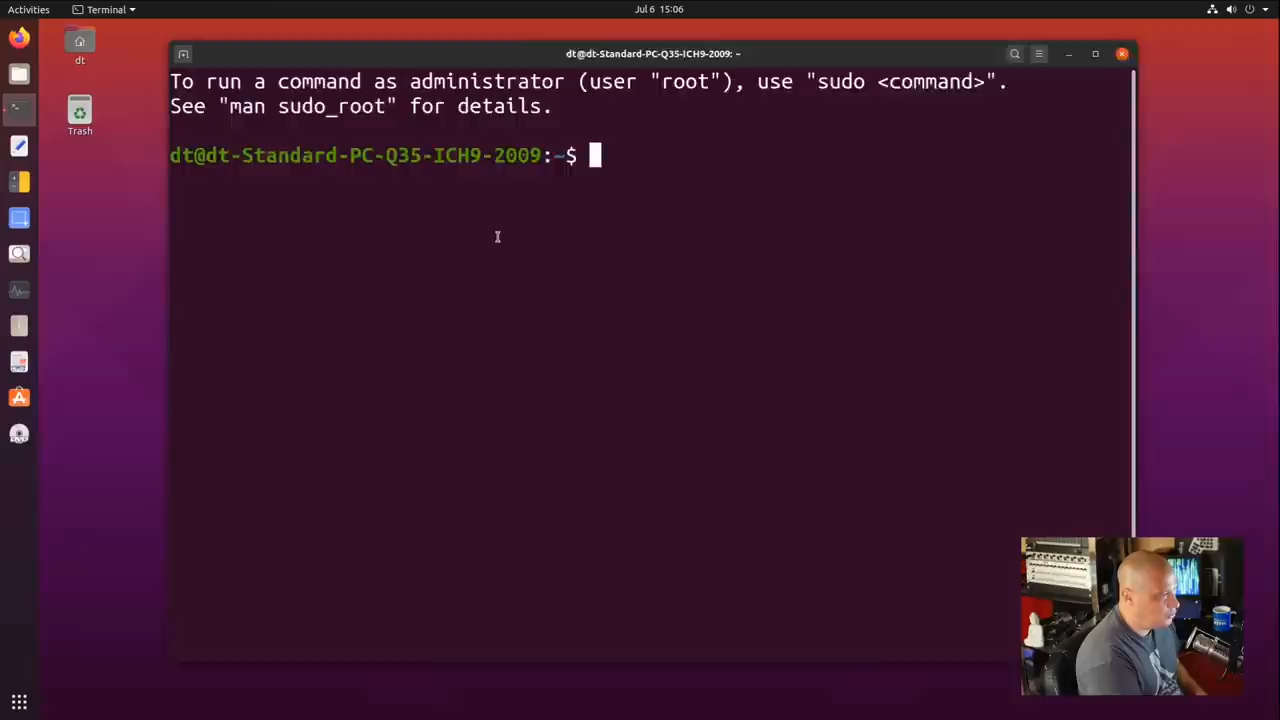 Activities
Terminal
Jul 6 15:06
dt
Trash
dt@dt-Standard-PC-Q35-ICH9-2009: ~
To run a command as administrator (user "root"), use "sudo <command>".
See "man sudo_root" for details.
dt@dt-Standard-PC-Q35-ICH9-2009:~$